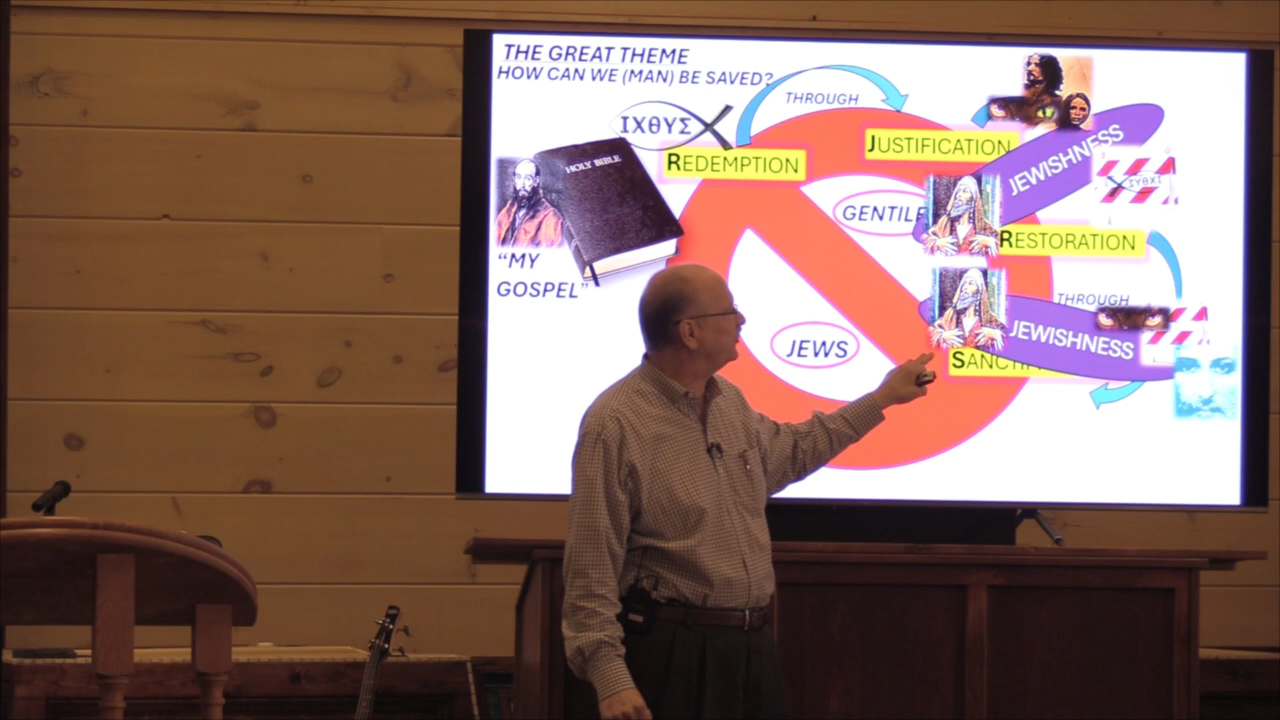 THE GREAT THEME
HOW CAN WE (MAN) BE SAVED?
THROUGH
ΙΧΘΥΣ
HOLY BIBLE
REDEMPTION
JUSTIFICATION
JEWISHNESS
GENTILE
RESTORATION
"MY
GOSPEL"
THROUGH
JEWISHNESS
JEWS